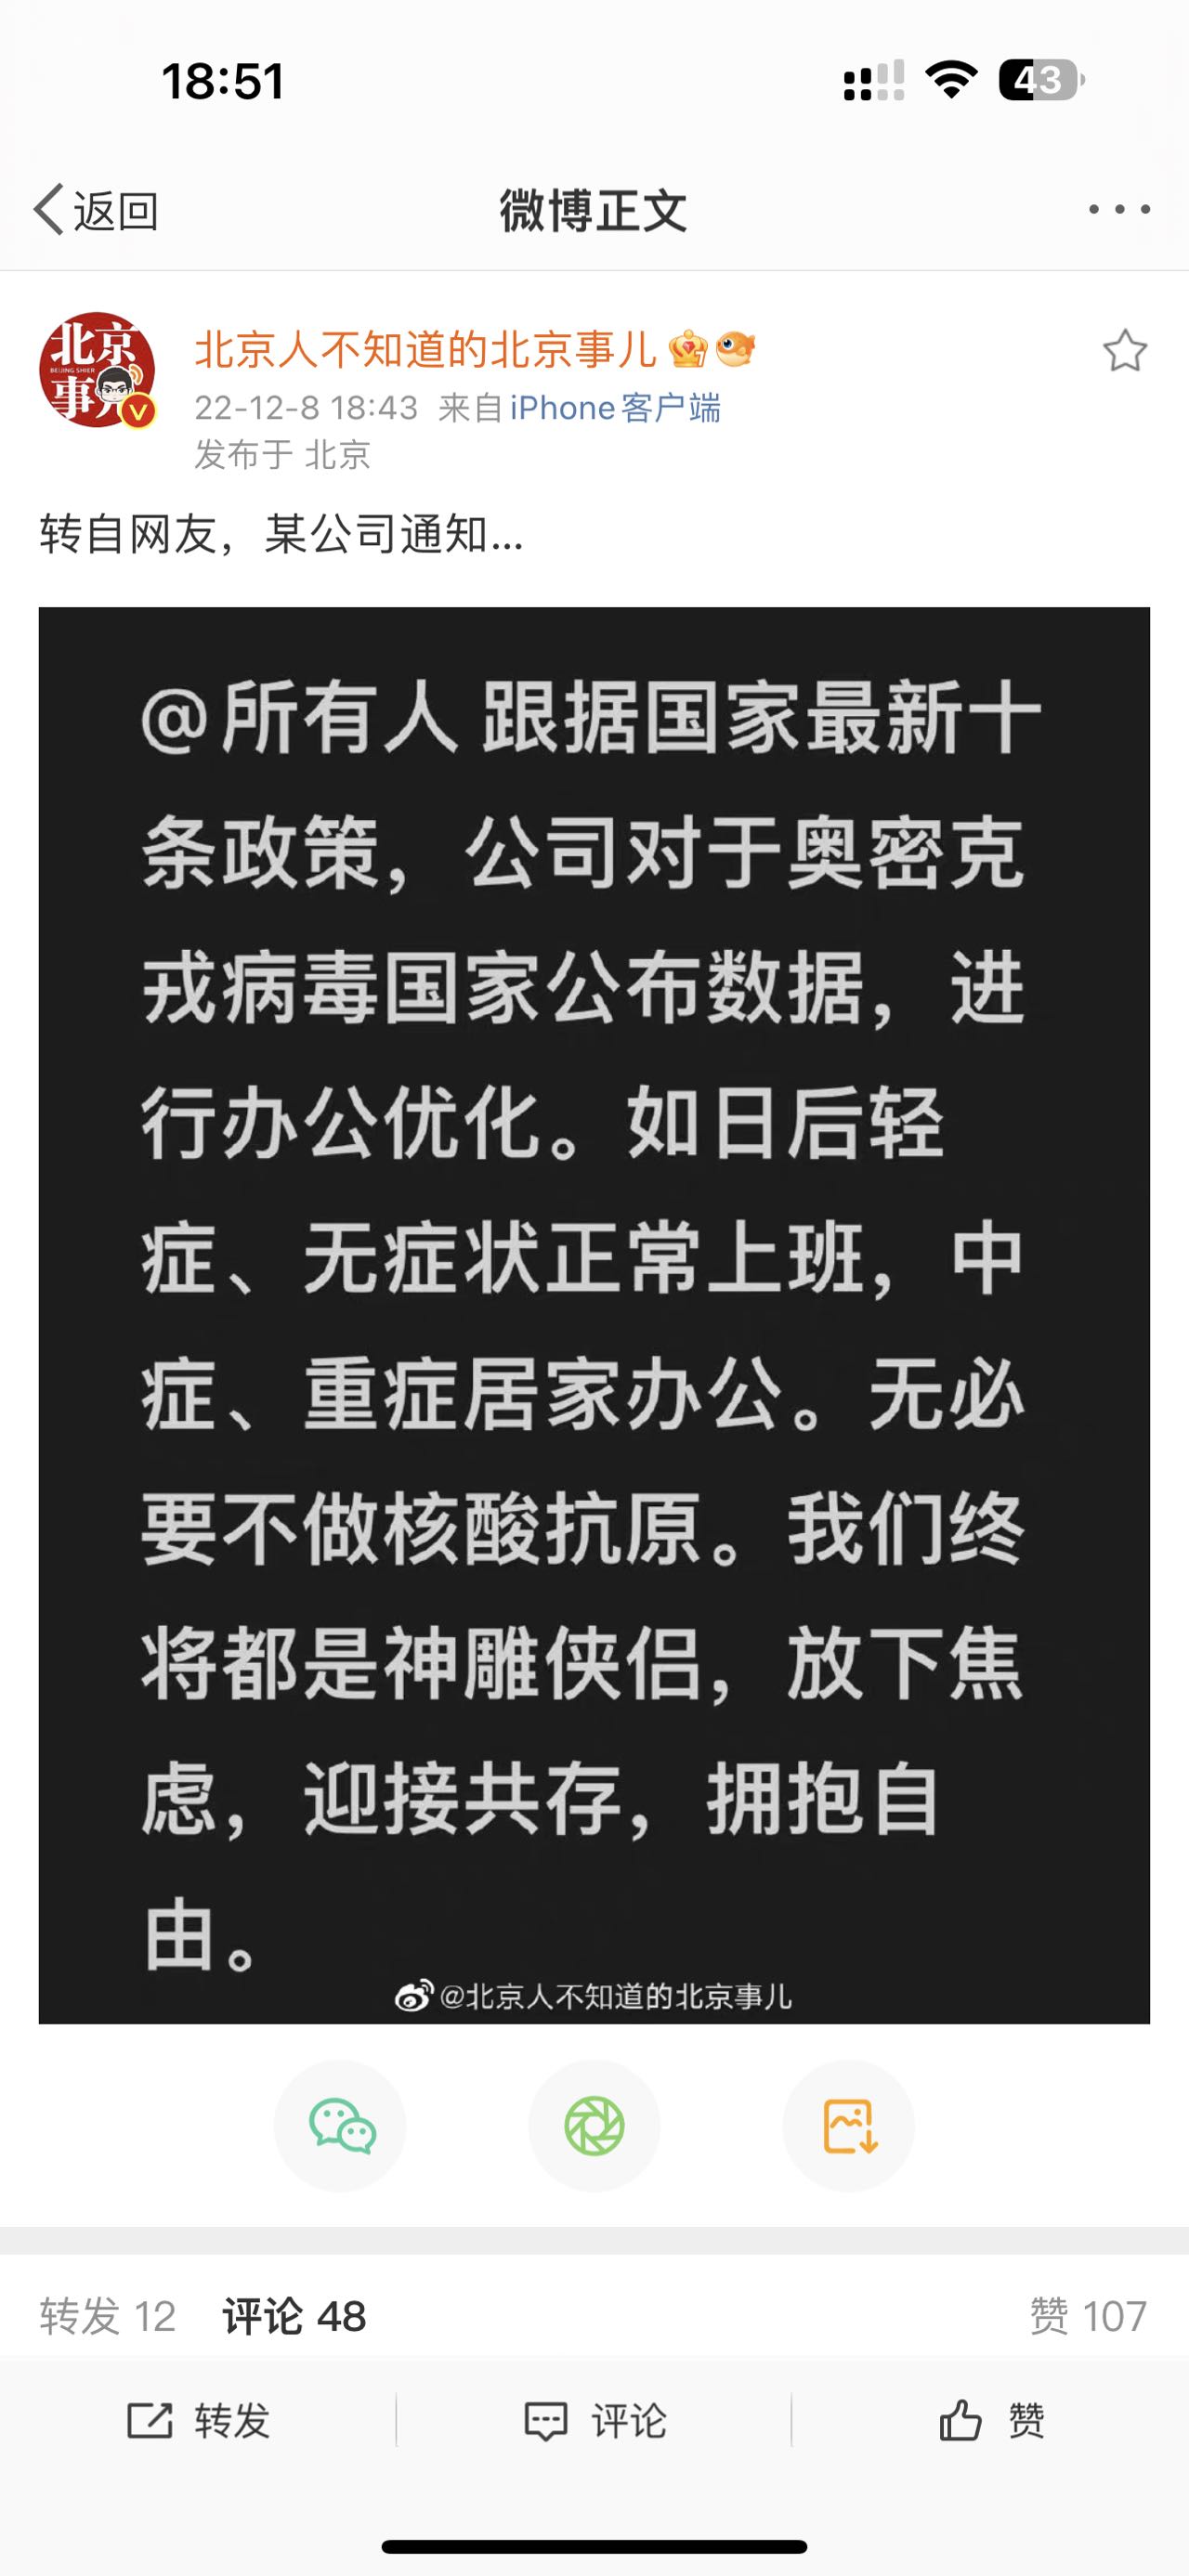 18:51
43
返回
微博正文
北京
BEIJING SHIER
事儿
北京人不知道的北京事儿
22-12-8 18:43 来自 iPhone客户端
发布于 北京
转自网友，某公司通知...
@所有人 跟据国家最新十
条政策，公司对于奥密克
戎病毒国家公布数据，进
行办公优化。如日后轻
症、无症状正常上班，中
症、重症居家办公。无必
要不做核酸抗原。我们终
将都是神雕侠侣，放下焦
虑，迎接共存，拥抱自
由。
@北京人不知道的北京事儿
转发 12 评论 48 赞 107
转发 评论 赞